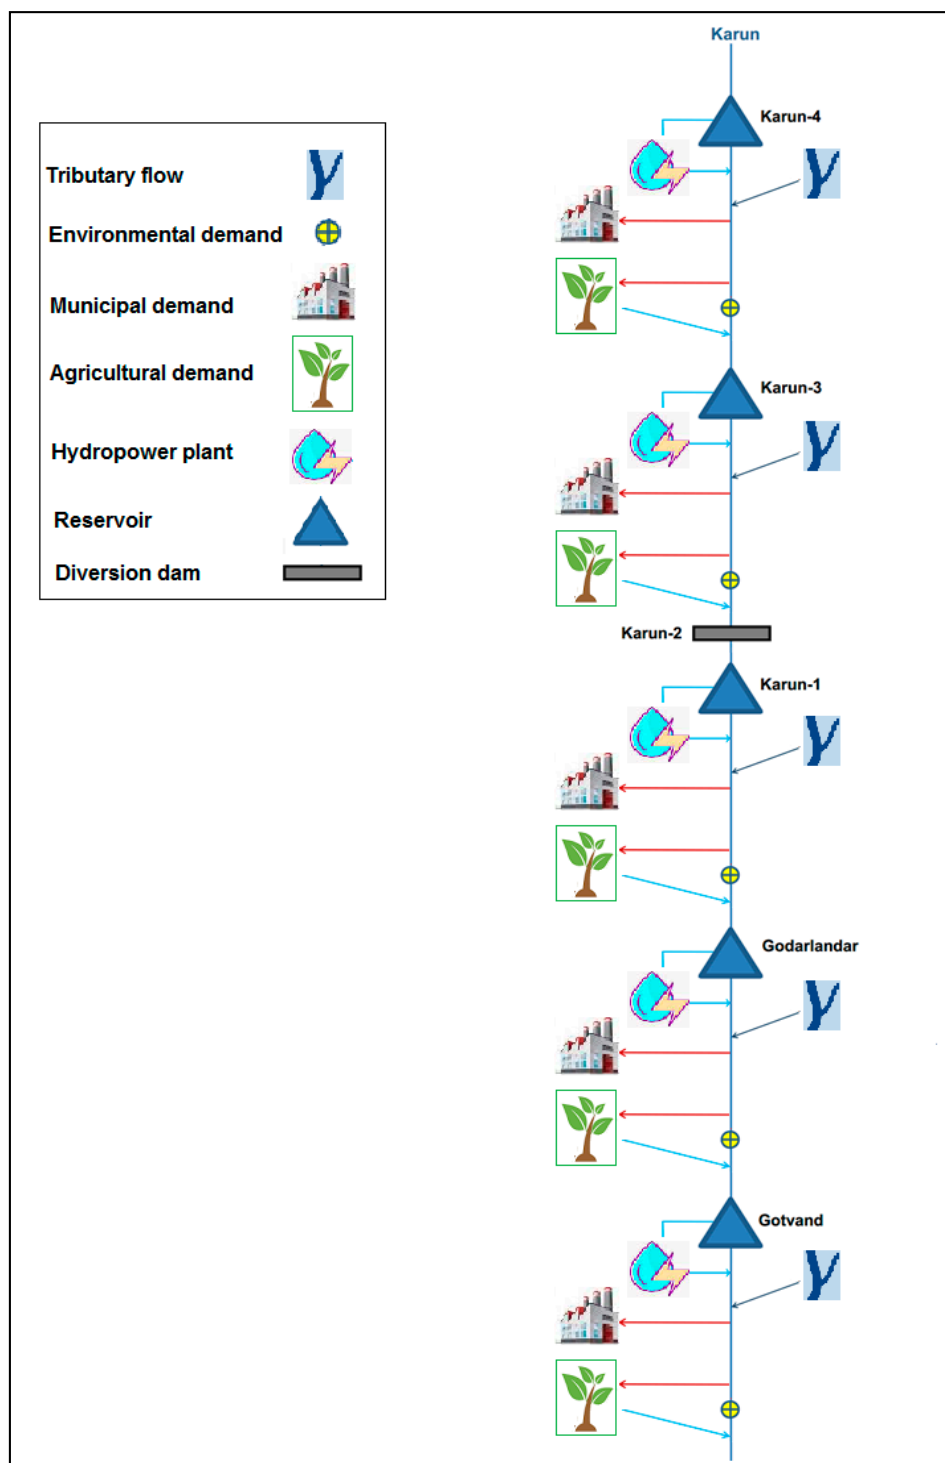 Karun
Karun-4
Tributary flow
Environmental demand
Municipal demand
Agricultural demand
Hydropower plant
Reservoir
Diversion dam
Karun-3
Karun-2
Karun-1
Godarlandar
Gotvand